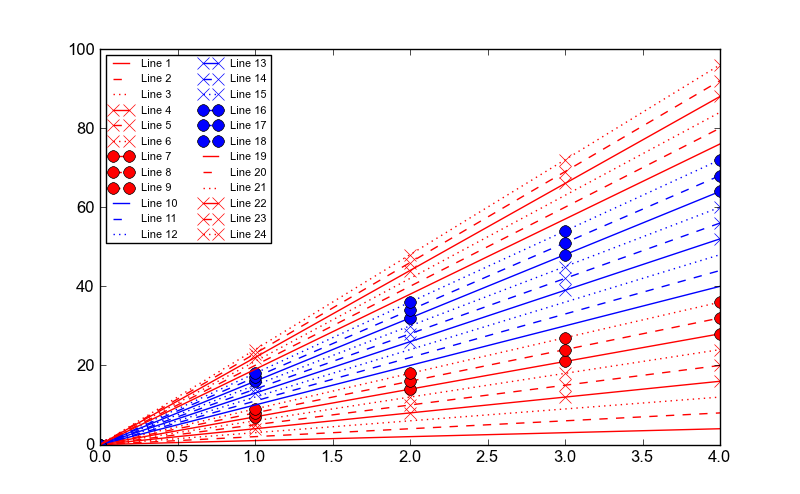 100
80
60
40
20
0
Line 1
Line 2
Line 3
Line 4
Line 5
Line 6
Line 7
Line 8
Line 9
Line 10
Line 11
Line 12
Line 13
Line 14
Line 15
Line 16
Line 17
Line 18
Line 19
Line 20
Line 21
Line 22
Line 23
Line 24
0.0 0.5 1.0 1.5 2.0 2.5 3.0 3.5 4.0